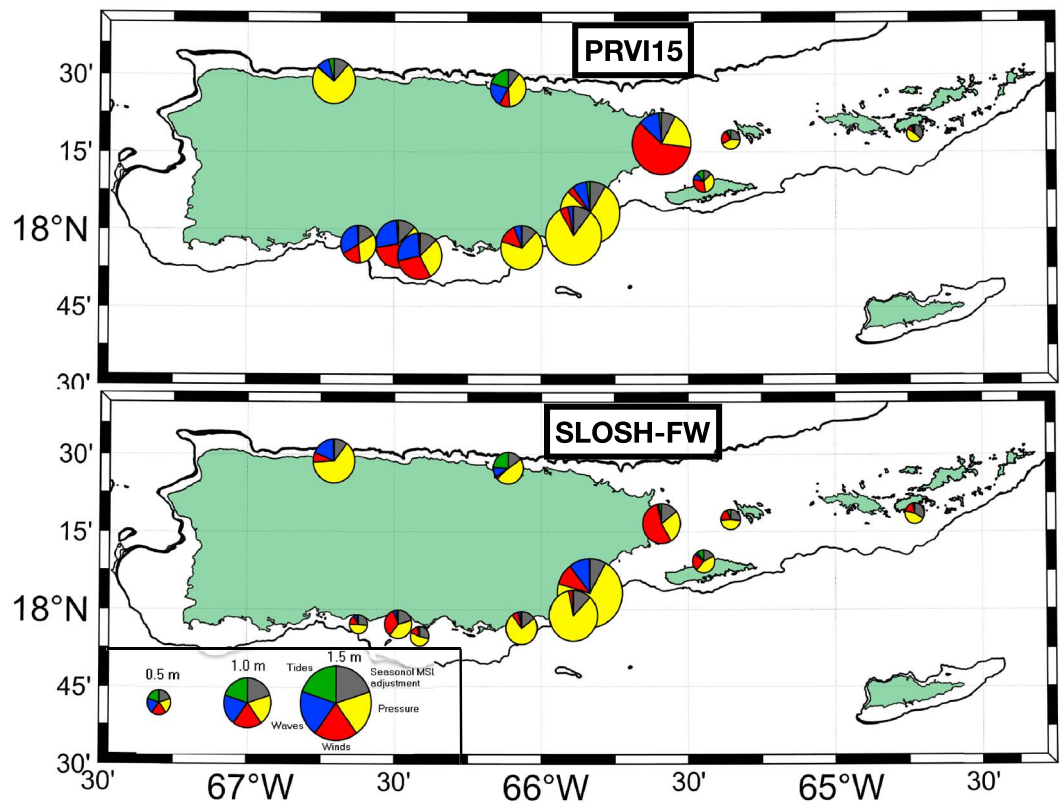 PRVI15
30'
15'
18°N
45'
30'
SLOSH-FW
30'
15'
18°N
45'
30'
0.5 m
1.0 m
1.5 m
Tides
Seasonol MSL
adjustment
Pressure
Waves
Winds
30'
67°W
30'
66°W
30'
65°W
30'